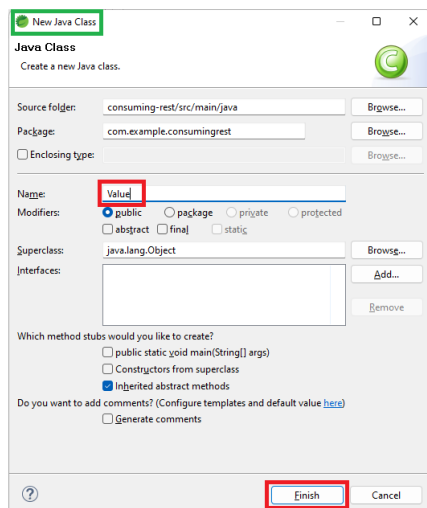 New Java Class
Java Class
Create a new Java class.
C
Source folder: consuming-rest/src/main/java Browse...
Package: com.example.consumingrest Browse...
Enclosing type: Browse...
Name: Value
Modifiers: public package private protected
abstract final static
Superclass: java.lang.Object Browse...
Interfaces: Add...
Remove
Which method stubs would you like to create?
public static void main(String[] args)
Constructors from superclass
Inherited abstract methods
Do you want to add comments? (Configure templates and default value here)
Generate comments
? Finish Cancel